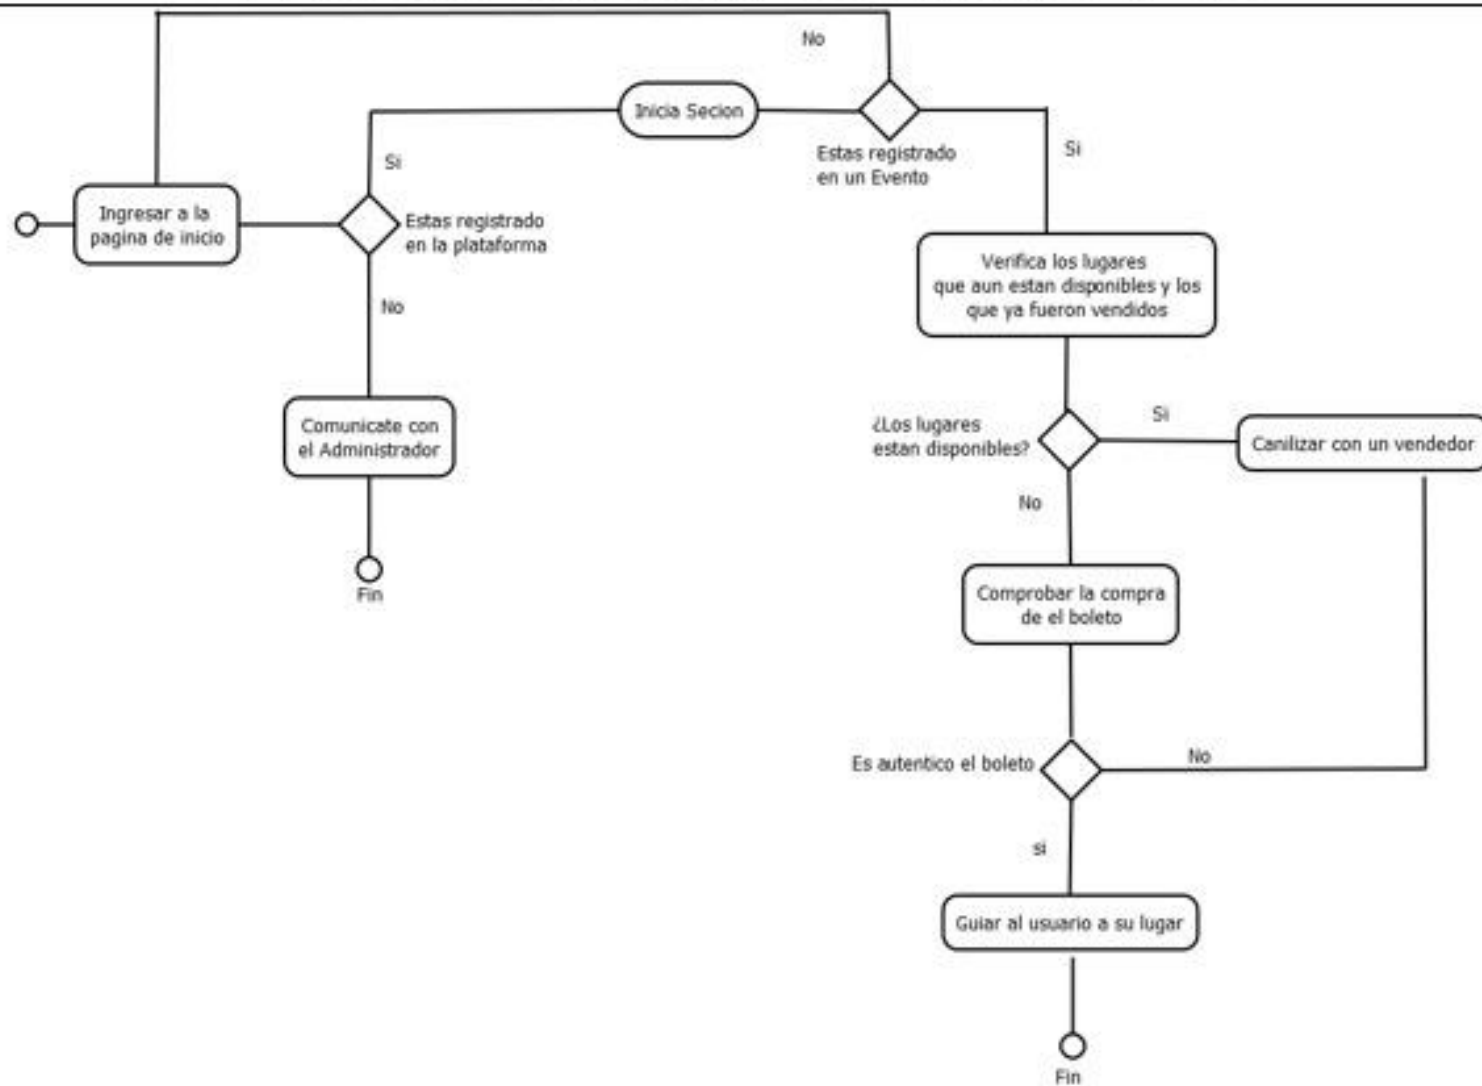 No
Inicia Secion
Estas registrado
en un Evento
Si
Si
Ingresar a la
pagina de inicio
Estas registrado
en la plataforma
No
Verifica los lugares
que aun estan disponibles y los
que ya fueron vendidos
Comunicate con
el Administrador
Fin
¿Los lugares
estan disponibles?
Si
Canilizar con un vendedor
No
Comprobar la compra
de el boleto
Es autentico el boleto
No
si
Guiar al usuario a su lugar
Fin